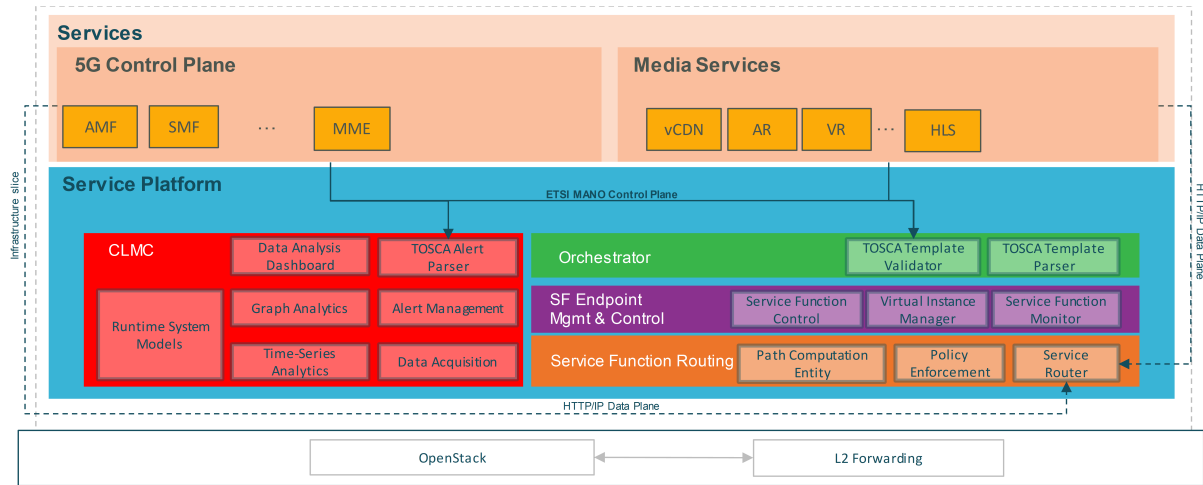 Services
5G Control Plane
Media Services
AMF
SMF
...
MME
vCDN
AR
VR
...
HLS
Service Platform
ETSI MANO Control Plane
Infrastructure slice
HTTP/IP Data Plane
CLMC
Data Analysis
Dashboard
TOSCA Alert
Parser
Runtime System
Models
Graph Analytics
Alert Management
Time-Series
Analytics
Data Acquisition
Orchestrator
TOSCA Template
Validator
TOSCA Template
Parser
SF Endpoint
Mgmt & Control
Service Function
Control
Virtual Instance
Manager
Service Function
Monitor
Service Function Routing
Path Computation
Entity
Policy
Enforcement
Service
Router
HTTP/IP Data Plane
OpenStack
L2 Forwarding